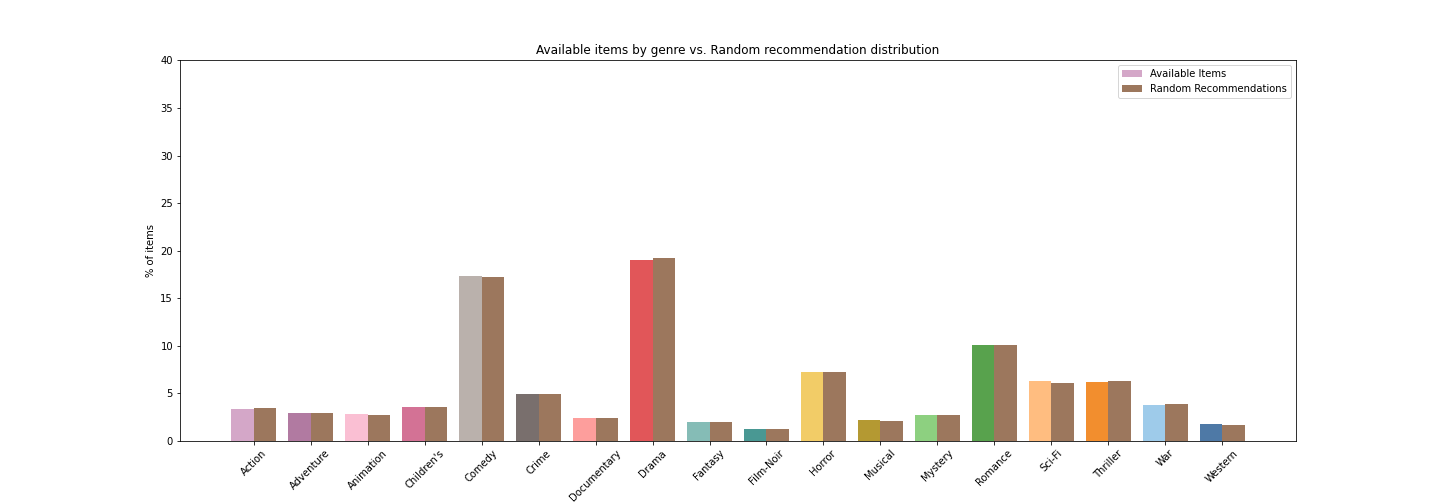 Available items by genre vs. Random recommendation distribution
Available Items
Random Recommendations
% of items
40
35
30
25
20
15
10
5
0
Action
Adventure
Animation
Children's
Comedy
Crime
Documentary
Drama
Fantasy
Film-Noir
Horror
Musical
Mystery
Romance
Sci-Fi
Thriller
War
Western